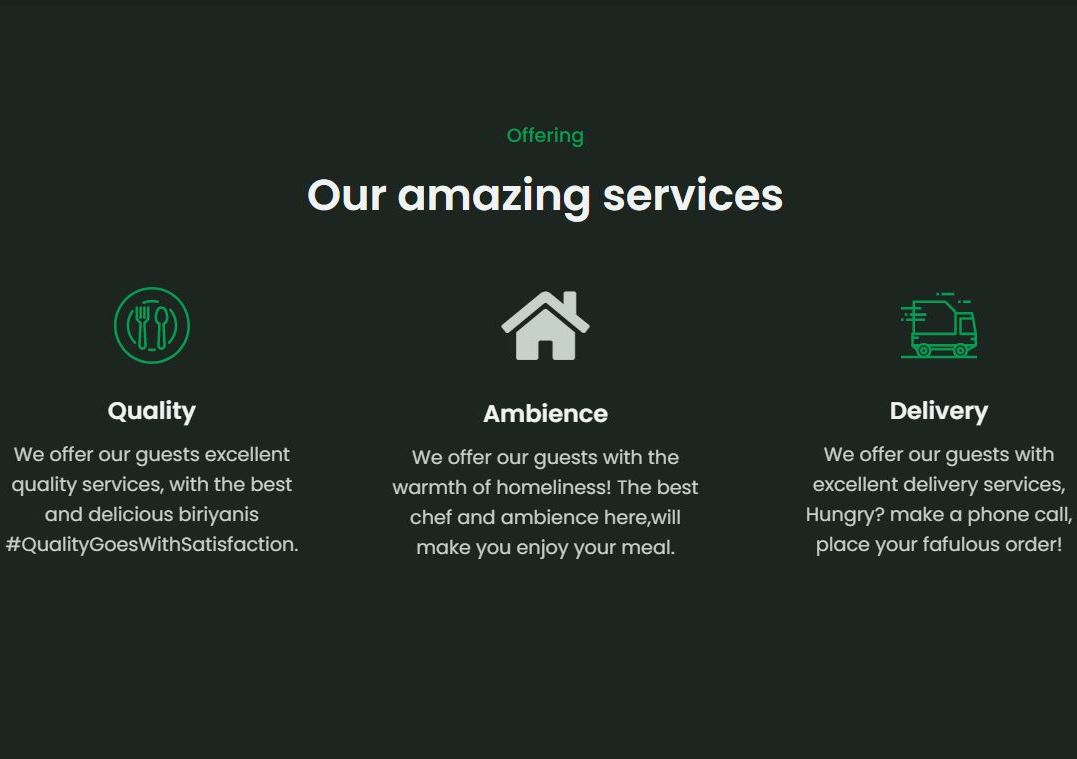 Offering
Our amazing services
Quality
We offer our guests excellent
quality services, with the best
and delicious biriyanis
#QualityGoesWithSatisfaction.
Ambience
We offer our guests with the
warmth of homeliness! The best
chef and ambience here,will
make you enjoy your meal.
Delivery
We offer our guests with
excellent delivery services,
Hungry? make a phone call,
place your fafulous order!